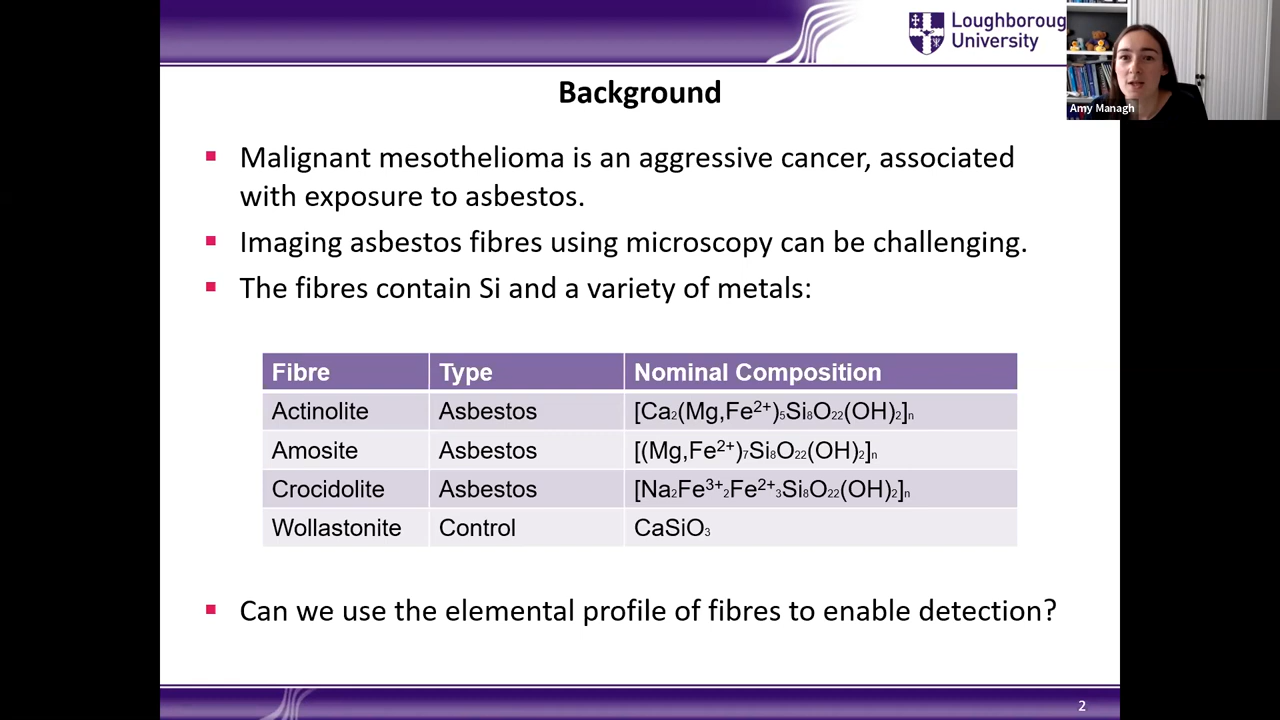 Loughboroug
University
Amy Managh
Background
▪ Malignant mesothelioma is an aggressive cancer, associated
with exposure to asbestos.
▪ Imaging asbestos fibres using microscopy can be challenging.
▪ The fibres contain Si and a variety of metals:
Fibre Type Nominal Composition
Actinolite Asbestos [Ca₂(Mg,Fe²⁺)₅Si₈O₂₂(OH)₂]ₙ
Amosite Asbestos [(Mg,Fe²⁺)₇Si₈O₂₂(OH)₂]ₙ
Crocidolite Asbestos [Na₂Fe³⁺₂Fe²⁺₃Si₈O₂₂(OH)₂]ₙ
Wollastonite Control CaSiO₃
▪ Can we use the elemental profile of fibres to enable detection?
2